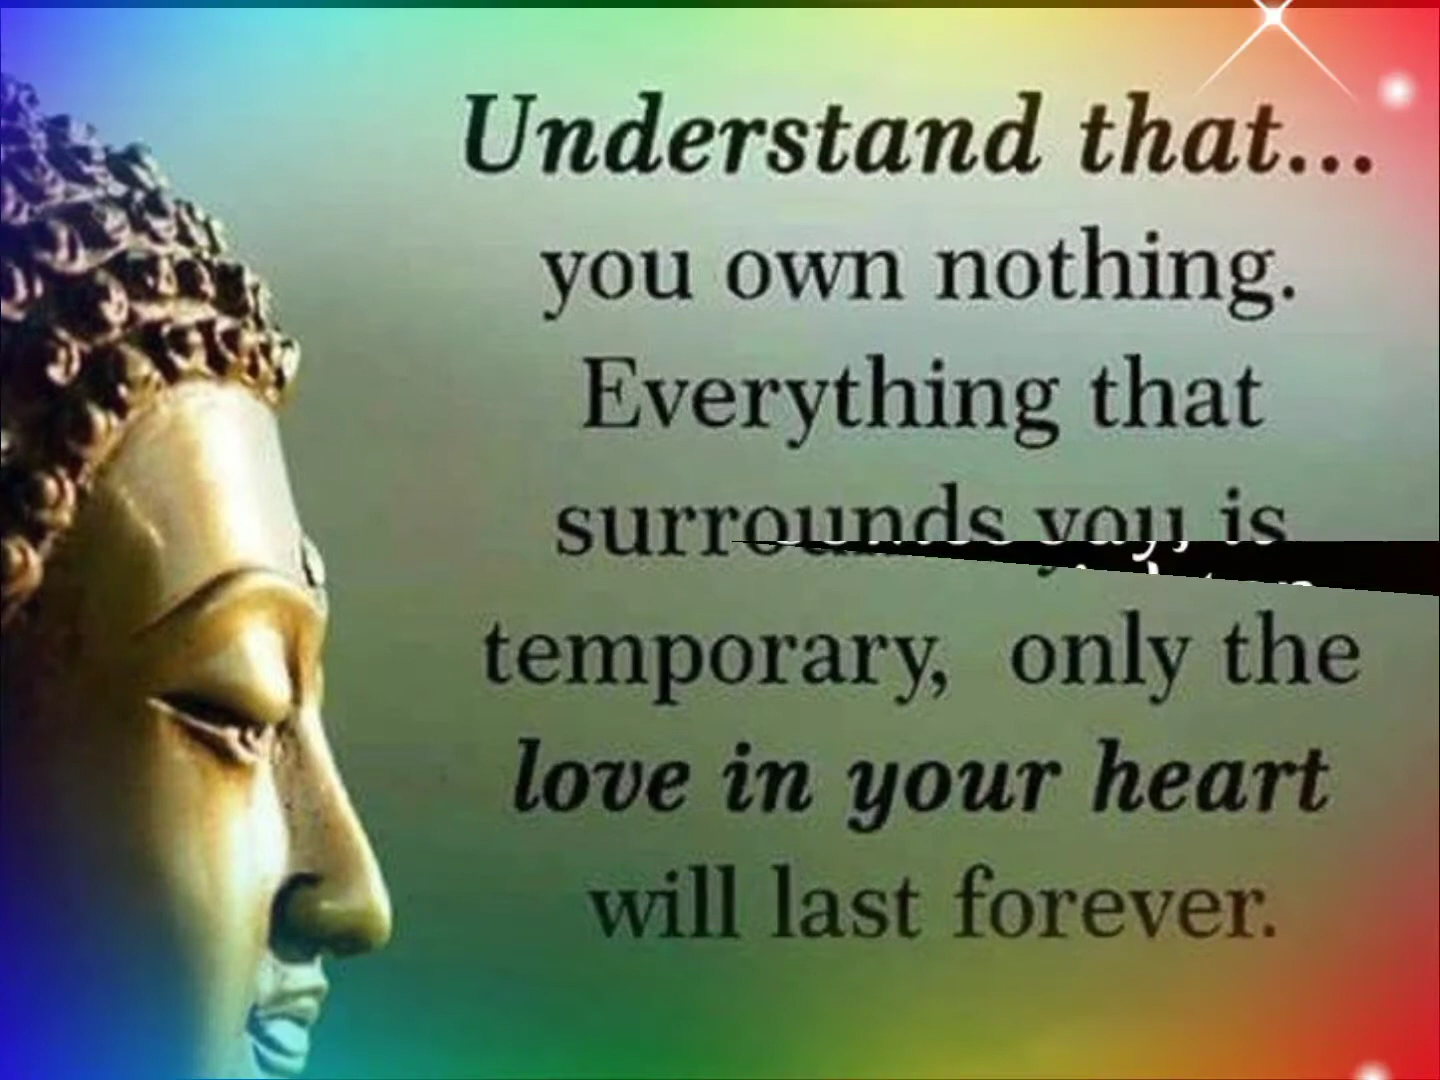 Understand that...
you own nothing.
Everything that
surrounds you, is
temporary, only the
love in your heart
will last forever.